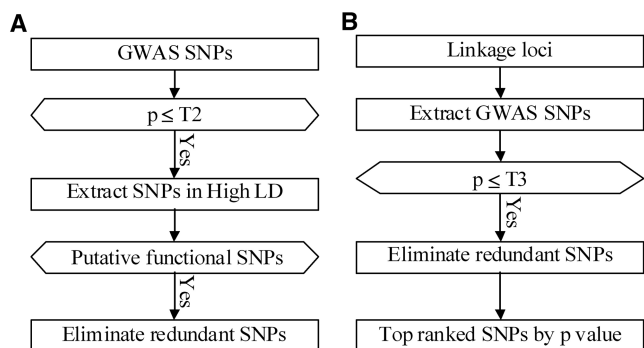 A
GWAS SNPs
p ≤ T2
Yes
Extract SNPs in High LD
Putative functional SNPs
Yes
Eliminate redundant SNPs
B
Linkage loci
Extract GWAS SNPs
p ≤ T3
Yes
Eliminate redundant SNPs
Top ranked SNPs by p value